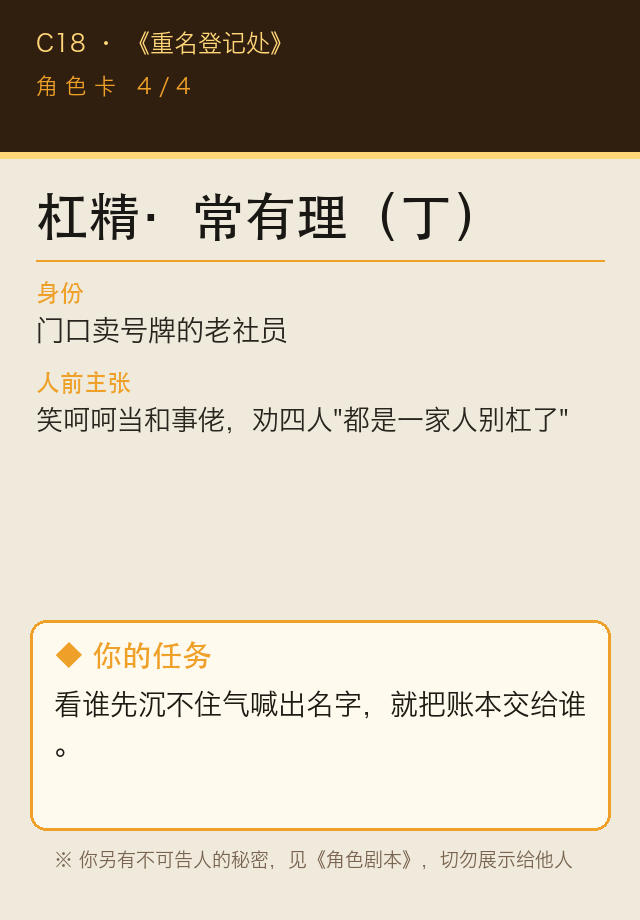 C18 · 《重名登记处》
角色卡 4/4
杠精· 常有理（丁）
身份
门口卖号牌的老社员
人前主张
笑呵呵当和事佬，劝四人"都是一家人别杠了"
◆ 你的任务
看谁先沉不住气喊出名字，就把账本交给谁
。
※ 你另有不可告人的秘密，见《角色剧本》，切勿展示给他人